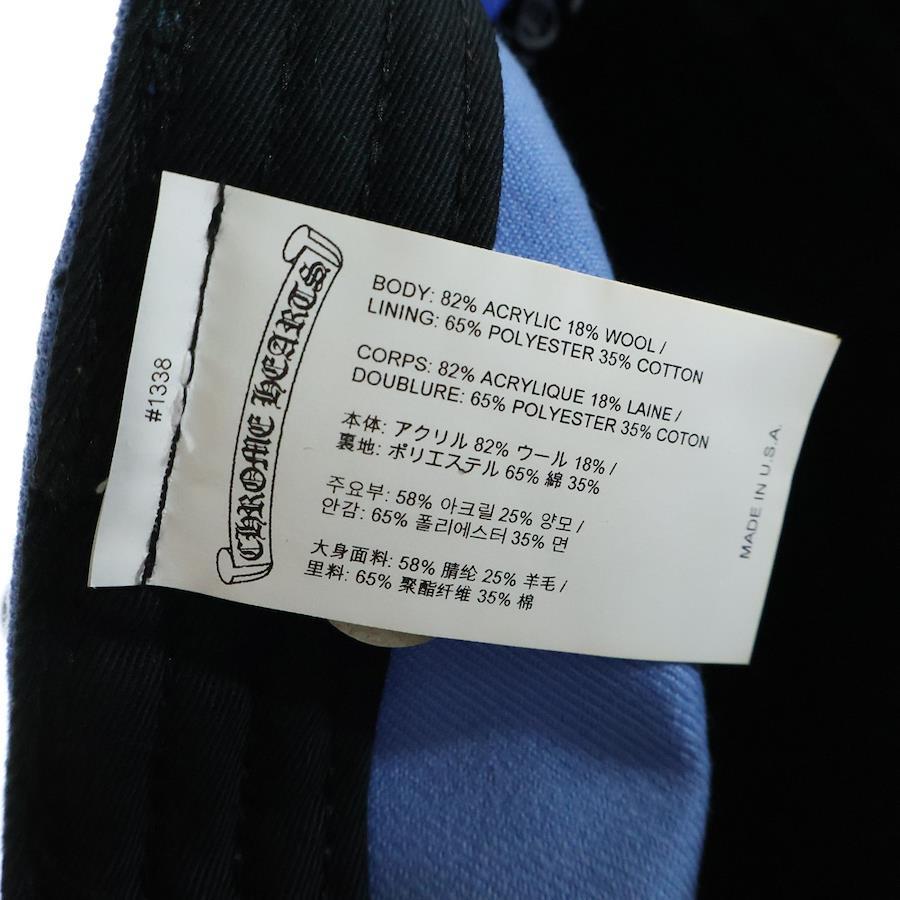 #1338
CHROME HEARTS
BODY: 82% ACRYLIC 18% WOOL /
LINING: 65% POLYESTER 35% COTTON
CORPS: 82% ACRYLIQUE 18% LAINE /
DOUBLURE: 65% POLYESTER 35% COTON
本体: アクリル 82% ウール 18% /
裏地: ポリエステル 65% 綿 35%
주요부: 58% 아크릴 25% 양모 /
안감: 65% 폴리에스터 35% 면
大身面料: 58% 腈纶 25% 羊毛 /
里料: 65% 聚酯纤维 35% 棉
MADE IN U.S.A.